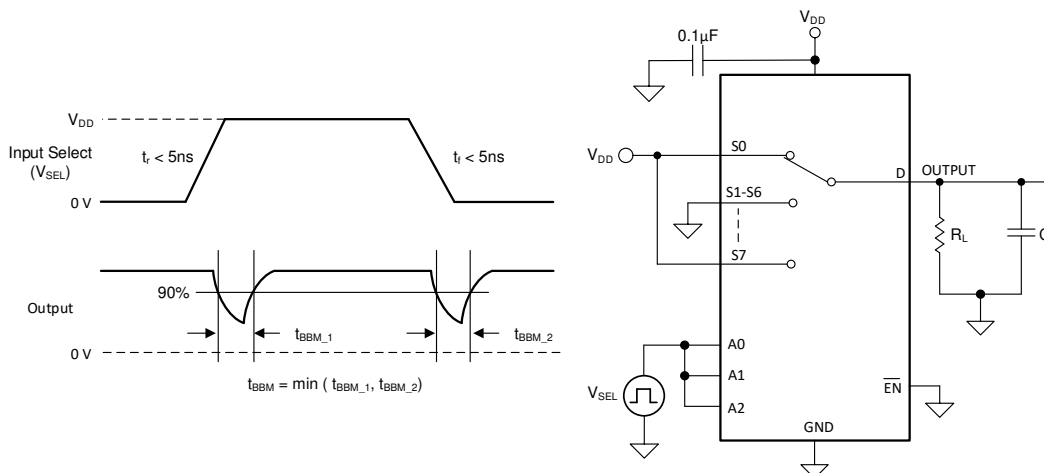 V_DD
Input Select
(V_SEL)
t_r < 5ns
t_f < 5ns
0 V
Output
90%
t_BBM_1
t_BBM_2
0 V
t_BBM = min ( t_BBM_1, t_BBM_2)
V_DD
0.1µF
V_DD
S0
S1-S6
S7
D
OUTPUT
R_L
A0
A1
A2
V_SEL
EN
GND